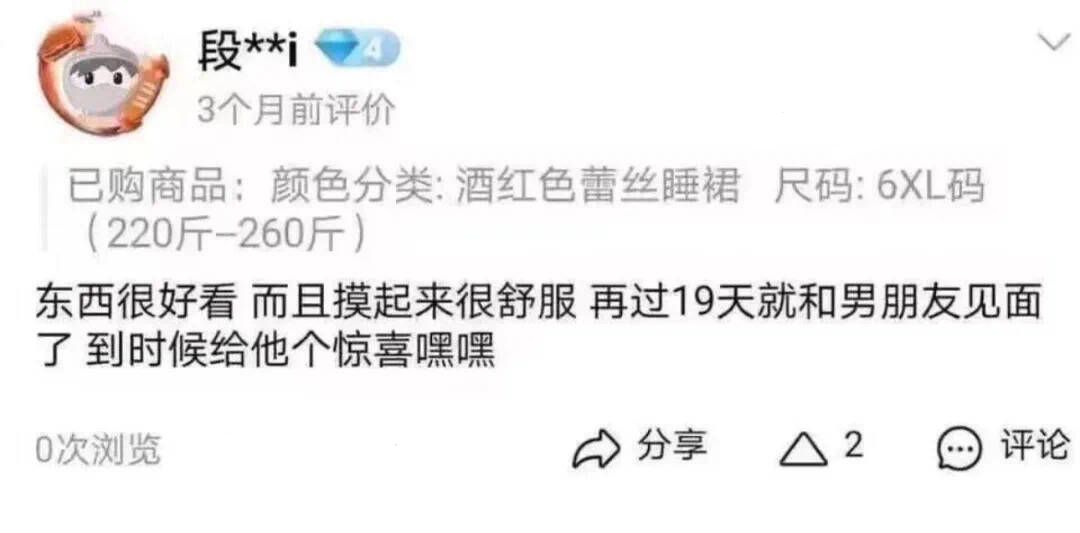 段**i 4
3个月前评价
已购商品：颜色分类: 酒红色蕾丝睡裙 尺码: 6XL码
（220斤–260斤）
东西很好看 而且摸起来很舒服 再过19天就和男朋友见面
了 到时候给他个惊喜嘿嘿
0次浏览 分享 2 评论